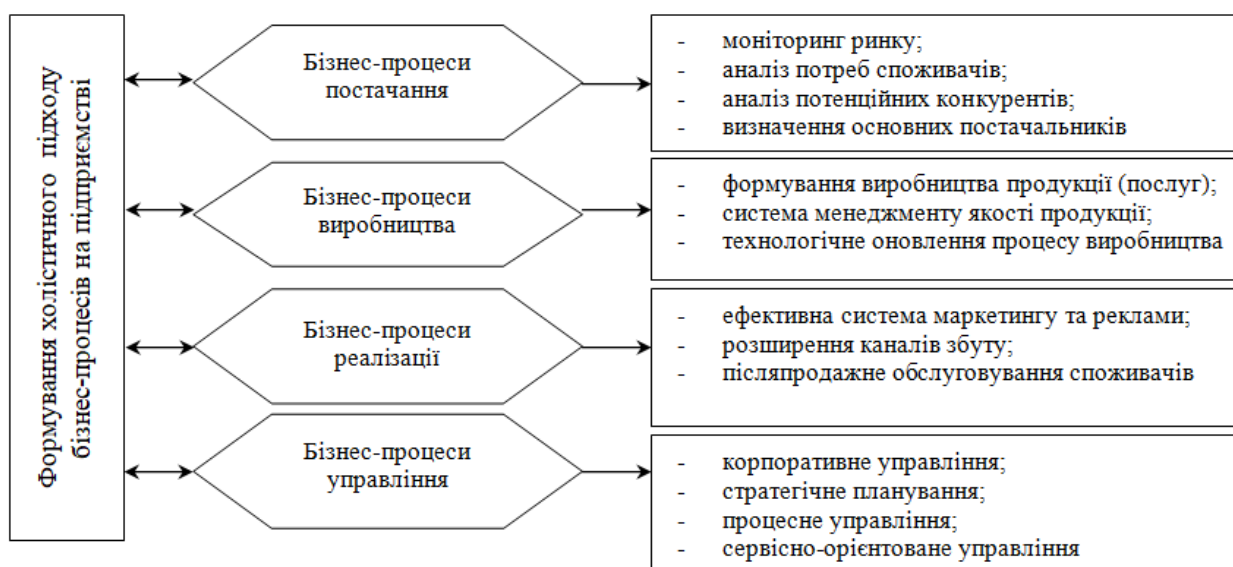 Формування холістичного підходу
бізнес-процесів на підприємстві
Бізнес-процеси
постачання
- моніторинг ринку;
- аналіз потреб споживачів;
- аналіз потенційних конкурентів;
- визначення основних постачальників
Бізнес-процеси
виробництва
- формування виробництва продукції (послуг);
- система менеджменту якості продукції;
- технологічне оновлення процесу виробництва
Бізнес-процеси
реалізації
- ефективна система маркетингу та реклами;
- розширення каналів збуту;
- післяпродажне обслуговування споживачів
Бізнес-процеси
управління
- корпоративне управління;
- стратегічне планування;
- процесне управління;
- сервісно-орієнтоване управління